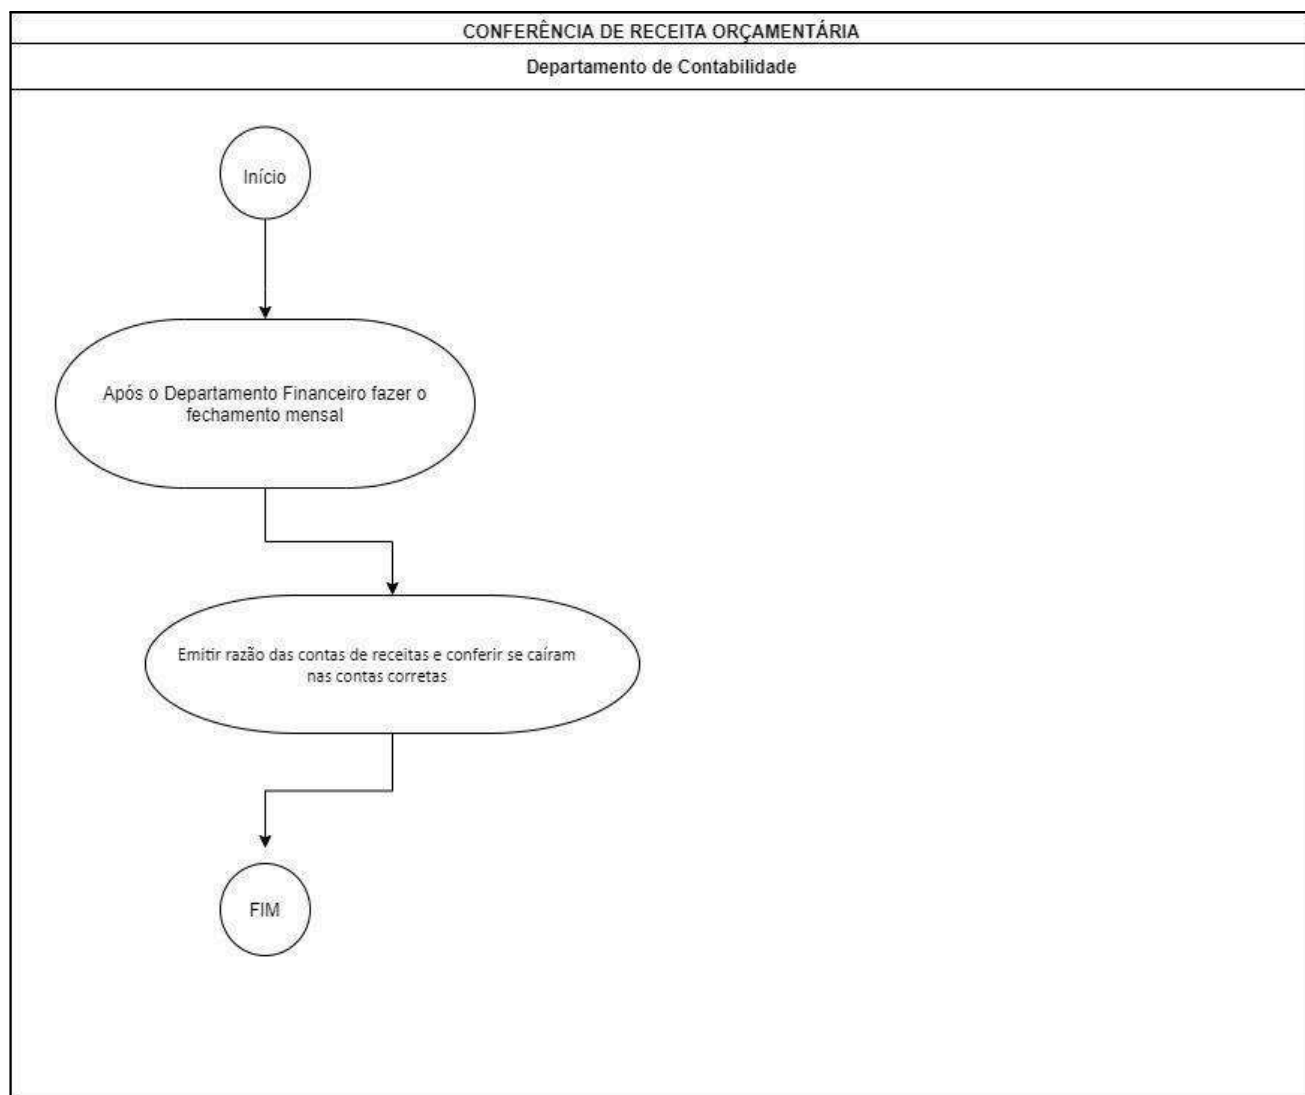 CONFERÊNCIA DE RECEITA ORÇAMENTÁRIA
Departamento de Contabilidade
Início
Após o Departamento Financeiro fazer o
fechamento mensal
Emitir razão das contas de receitas e conferir se caíram
nas contas corretas
FIM